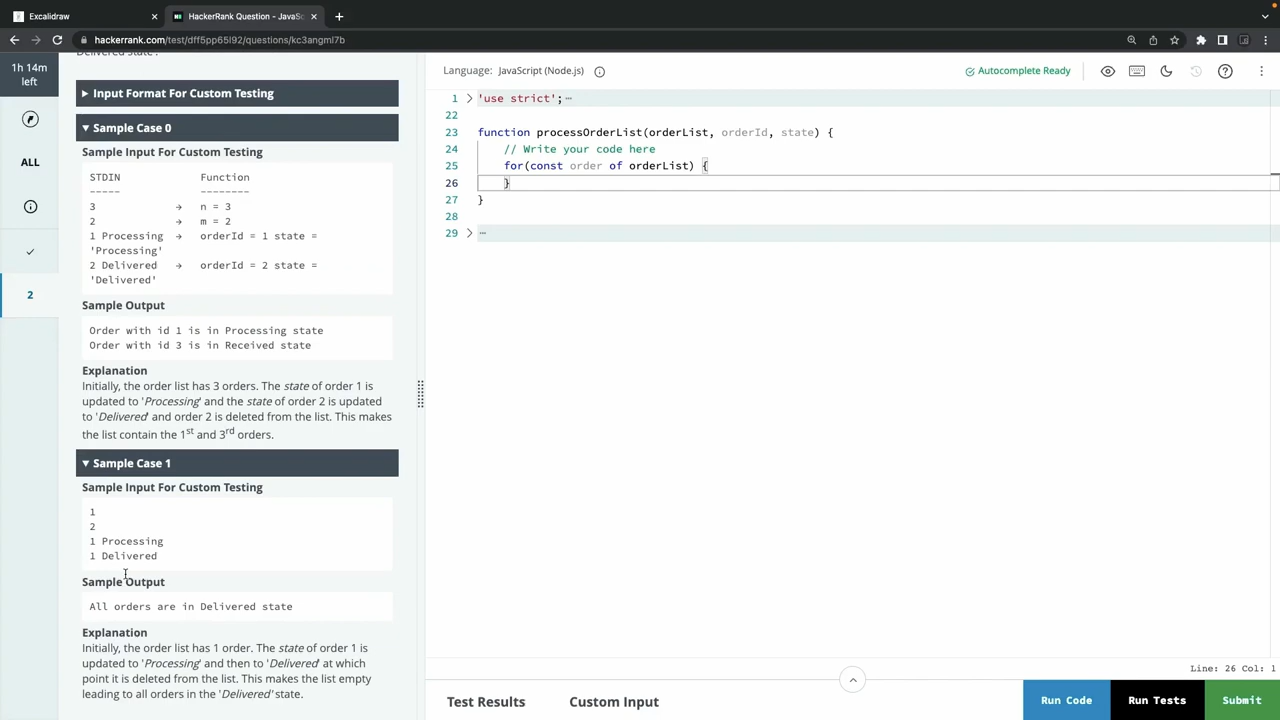 Excalidraw
HackerRank Question - JavaSc
hackerrank.com/test/dff5pp65l92/questions/kc3angml7b
1h 14m
left
ALL
2
Input Format For Custom Testing
Sample Case 0
Sample Input For Custom Testing
STDIN Function
----- --------
3 → n = 3
2 → m = 2
1 Processing → orderId = 1 state =
'Processing'
2 Delivered → orderId = 2 state =
'Delivered'
Sample Output
Order with id 1 is in Processing state
Order with id 3 is in Received state
Explanation
Initially, the order list has 3 orders. The state of order 1 is
updated to 'Processing' and the state of order 2 is updated
to 'Delivered' and order 2 is deleted from the list. This makes
the list contain the 1st and 3rd orders.
Sample Case 1
Sample Input For Custom Testing
1
2
1 Processing
1 Delivered
Sample Output
All orders are in Delivered state
Explanation
Initially, the order list has 1 order. The state of order 1 is
updated to 'Processing' and then to 'Delivered' at which
point it is deleted from the list. This makes the list empty
leading to all orders in the 'Delivered' state.
Language: JavaScript (Node.js)
Autocomplete Ready
1 'use strict';
22
23 function processOrderList(orderList, orderId, state) {
24 // Write your code here
25 for(const order of orderList) {
26 }
27 }
28
29
Line: 26 Col: 1
Test Results
Custom Input
Run Code
Run Tests
Submit